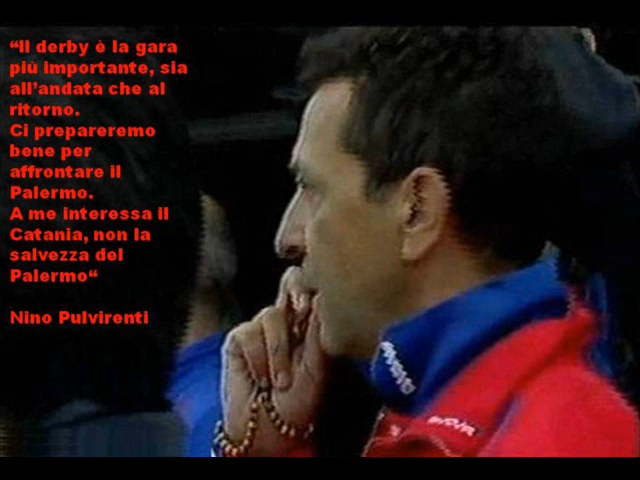 “Il derby è la gara
più importante, sia
all’andata che al
ritorno.
Ci prepareremo
bene per
affrontare il
Palermo.
A me interessa il
Catania, non la
salvezza del
Palermo“
Nino Pulvirenti